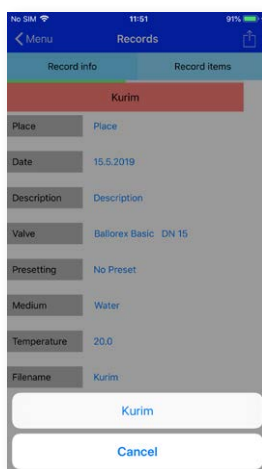 No SIM 11:51 91%
Menu Records
Record info Record items
Kurim
Place Place
Date 15.5.2019
Description Description
Valve Ballorex Basic DN 15
Presetting No Preset
Medium Water
Temperature 20.0
Filename Kurim
Kurim
Cancel